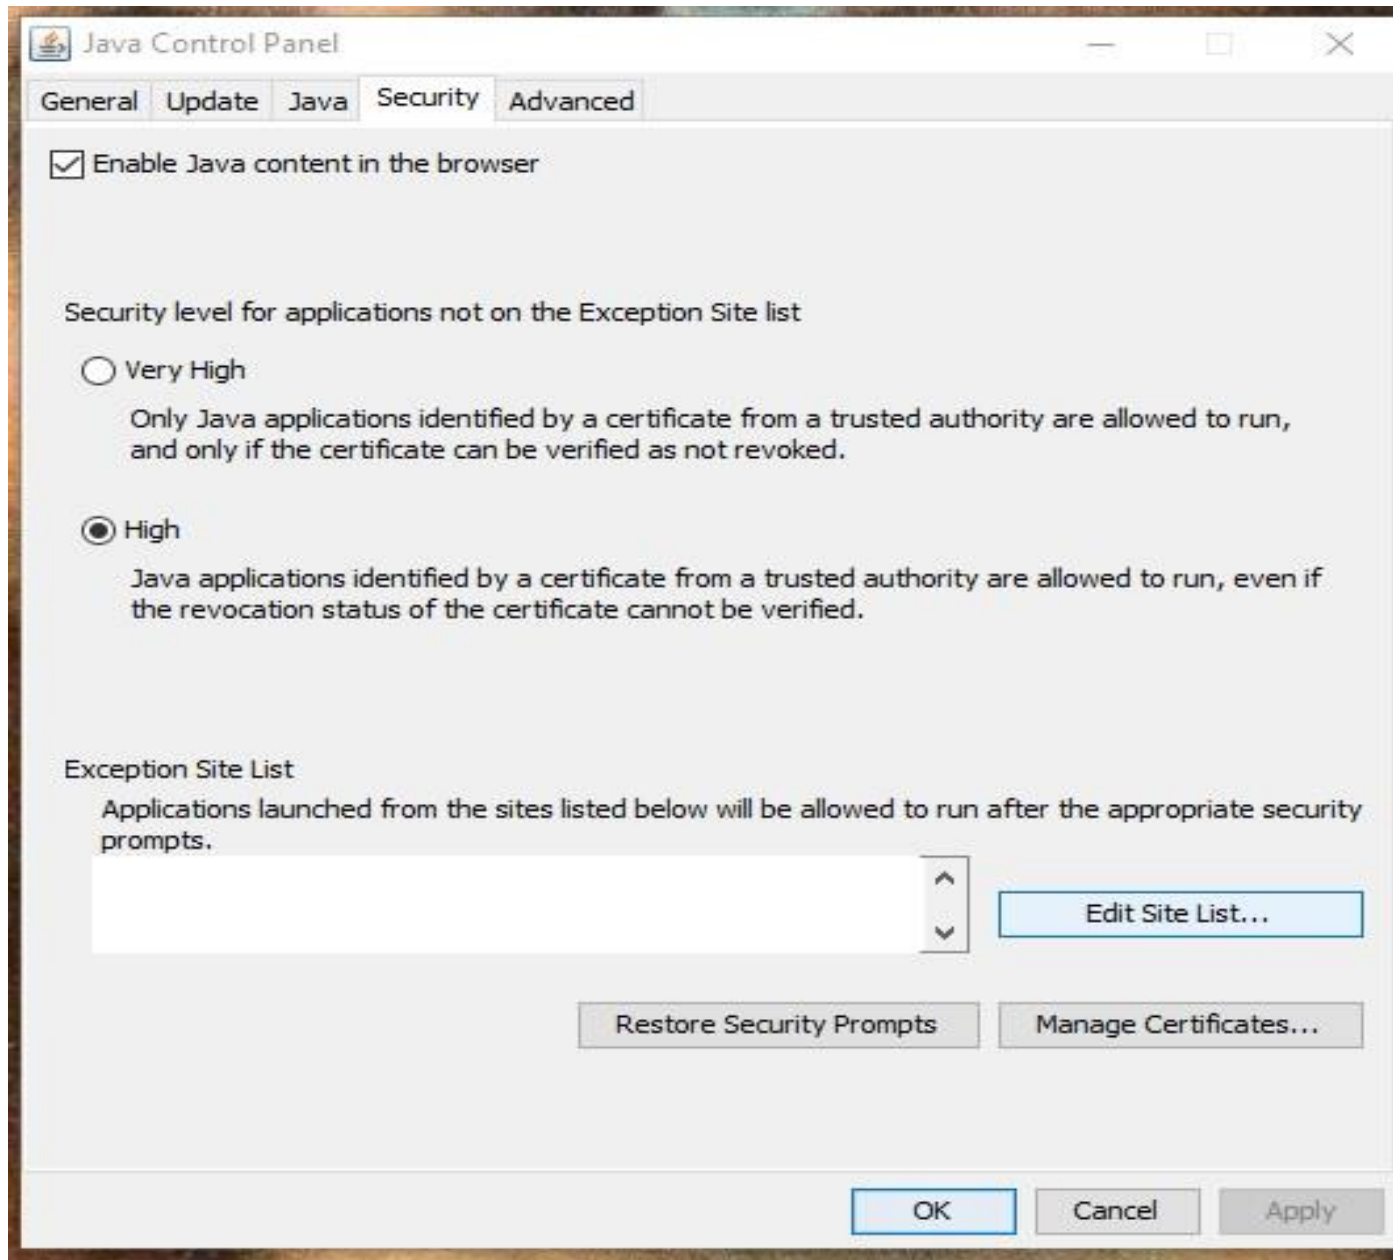 Java Control Panel
General Update Java Security Advanced
Enable Java content in the browser
Security level for applications not on the Exception Site list
Very High
Only Java applications identified by a certificate from a trusted authority are allowed to run,
and only if the certificate can be verified as not revoked.
High
Java applications identified by a certificate from a trusted authority are allowed to run, even if
the revocation status of the certificate cannot be verified.
Exception Site List
Applications launched from the sites listed below will be allowed to run after the appropriate security
prompts.
Edit Site List...
Restore Security Prompts Manage Certificates...
OK Cancel Apply